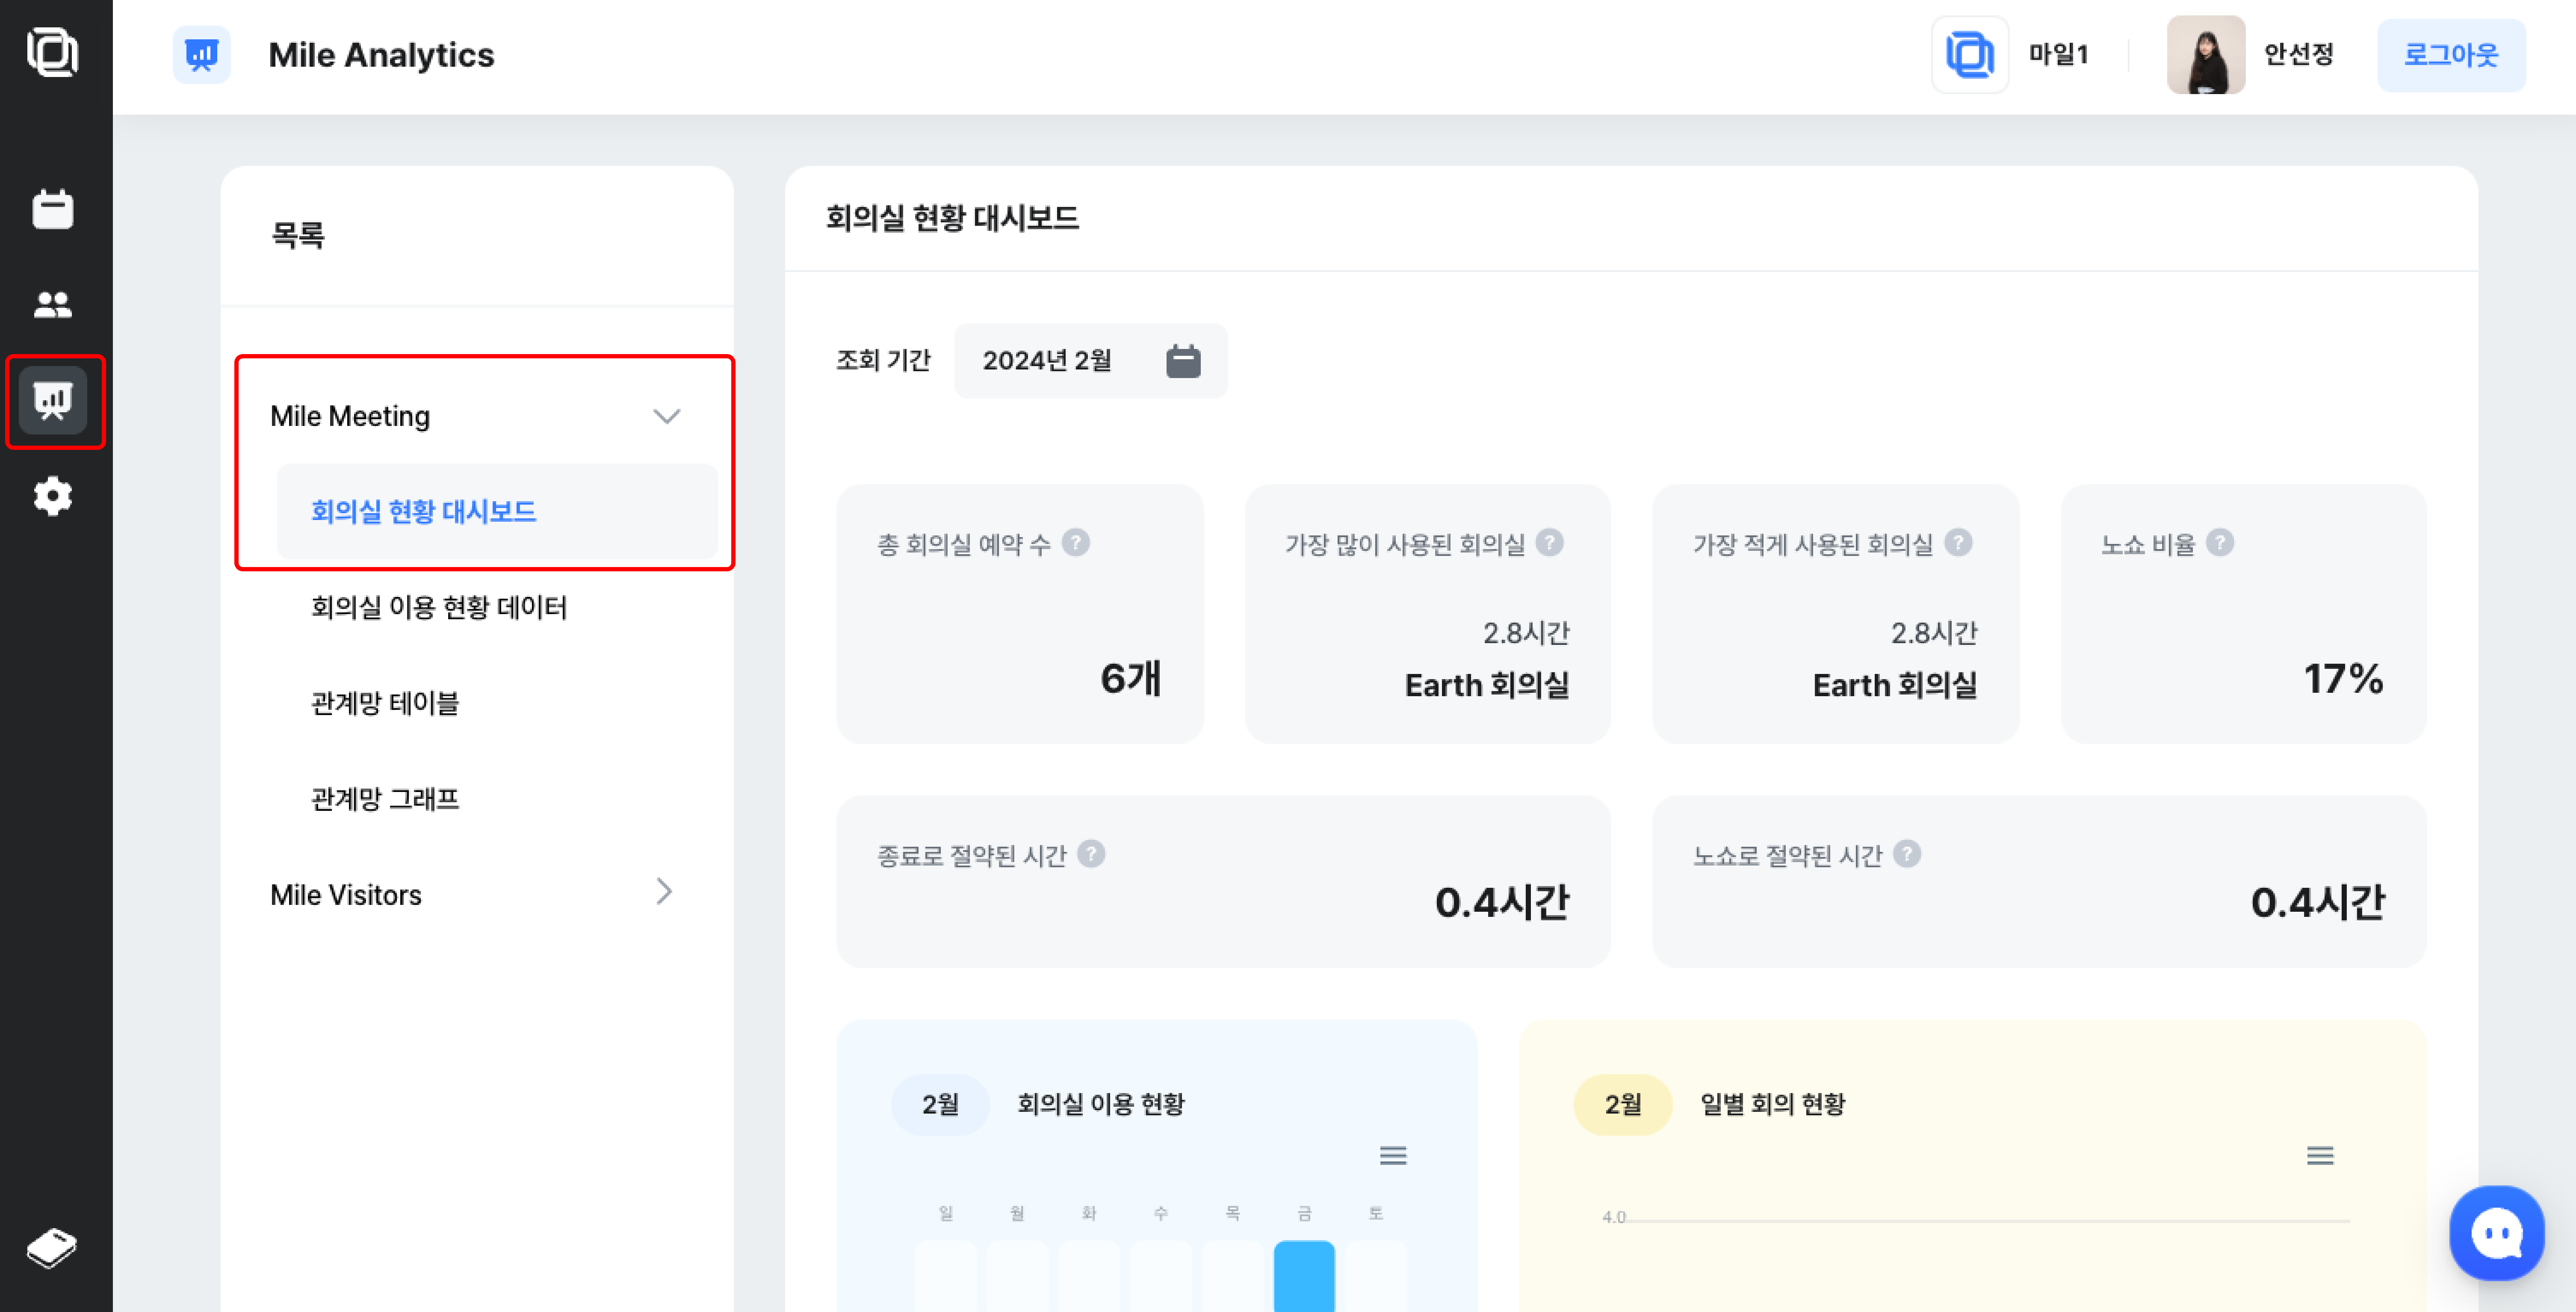 Mile Analytics
마일1
안선정
로그아웃
목록
Mile Meeting
회의실 현황 대시보드
회의실 이용 현황 데이터
관계망 테이블
관계망 그래프
Mile Visitors
회의실 현황 대시보드
조회 기간
2024년 2월
총 회의실 예약 수 ?
6개
가장 많이 사용된 회의실 ?
2.8시간
Earth 회의실
가장 적게 사용된 회의실 ?
2.8시간
Earth 회의실
노쇼 비율 ?
17%
종료로 절약된 시간 ?
0.4시간
노쇼로 절약된 시간 ?
0.4시간
2월 회의실 이용 현황
일 월 화 수 목 금 토
2월 일별 회의 현황
4.0